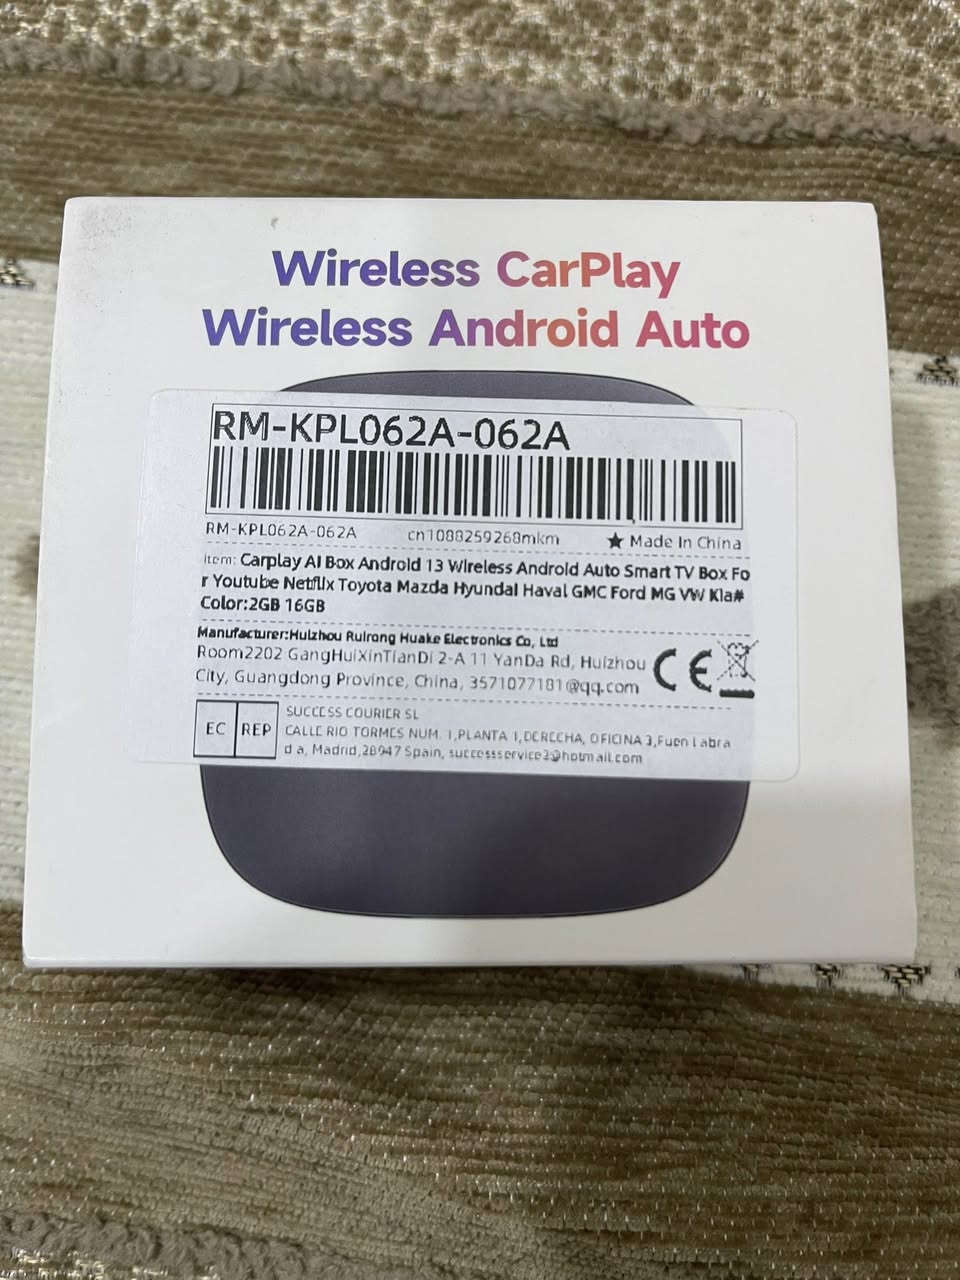 Wireless CarPlay
Wireless Android Auto
RM-KPL062A-062A
RM-KPL062A-062A cn1088259268mkm ★ Made In China
item: Carplay AI Box Android 13 Wireless Android Auto Smart TV Box Fo
r Youtube Netflix Toyota Mazda Hyundai Haval GMC Ford MG VW Kia#
Color:2GB 16GB
Manufacturer:Huizhou Ruirong Huake Electronics Co, Ltd
Room2202 GangHuiXinTianDi 2-A 11 YanDa Rd, Huizhou
City, Guangdong Province, China, 3571077181@qq.com
CE
EC REP
SUCCESS COURIER SL
CALLE RIO TORMES NUM. 1,PLANTA 1,DERECHA, OFICINA 3,Fuen Labra
d a, Madrid,28947 Spain, successservice2@hotmail.com